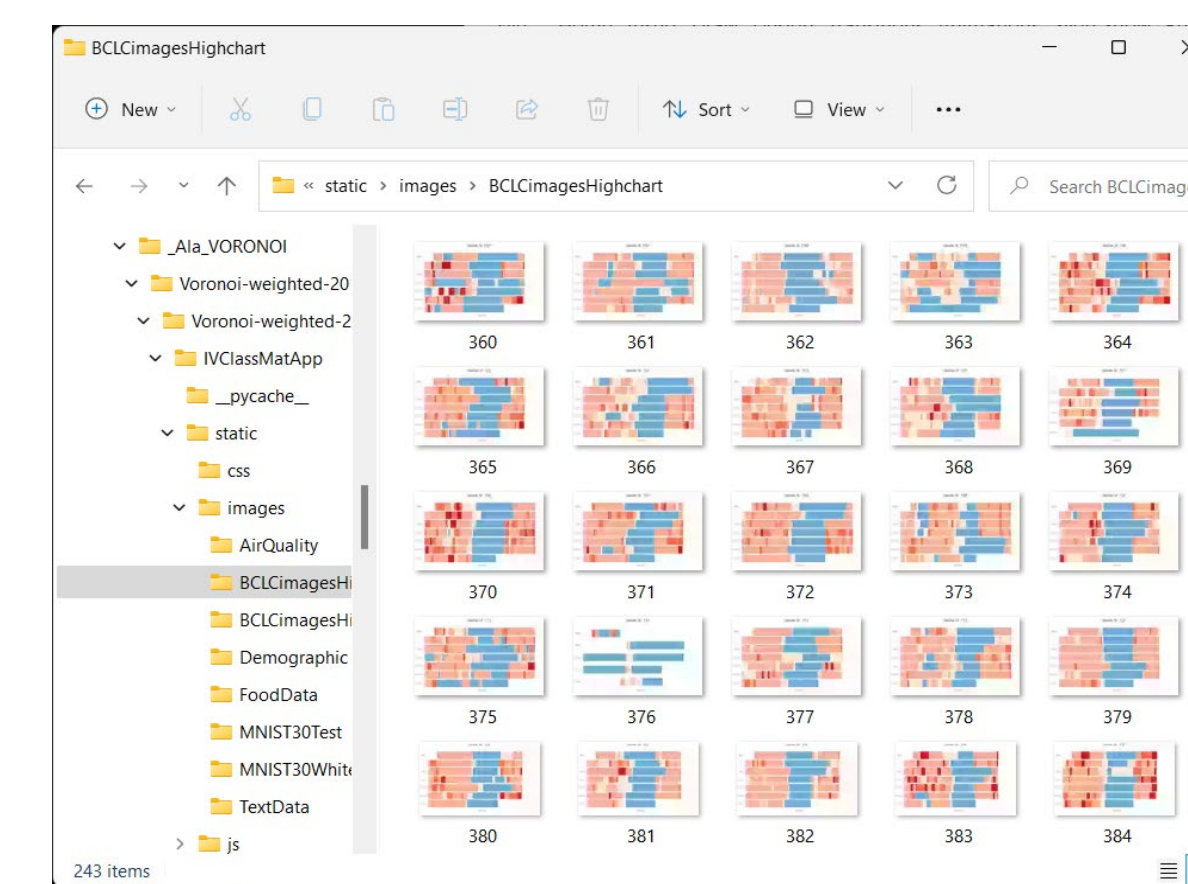 BCLCimagesHighchart
New Sort View •••
« static > images > BCLCimagesHighchart
Search BCLCimag
_Ala_VORONOI
Voronoi-weighted-20
Voronoi-weighted-2
IVClassMatApp
__pycache__
static
css
images
AirQuality
BCLCimagesHi
BCLCimagesHi
Demographic
FoodData
MNIST30Test
MNIST30White
TextData
js
360 361 362 363 364
365 366 367 368 369
370 371 372 373 374
375 376 377 378 379
380 381 382 383 384
243 items